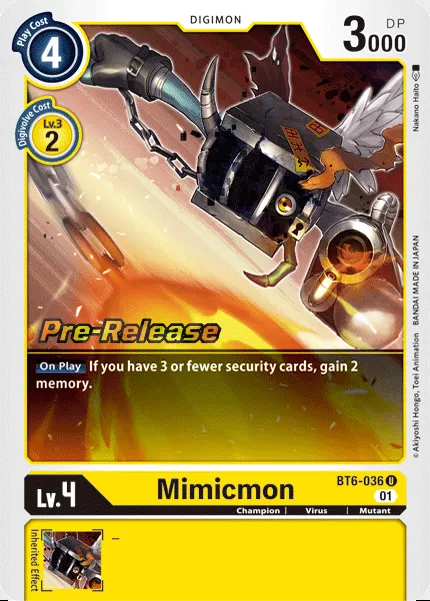 DIGIMON
Play Cost
4
3000
DP
Digivolve Cost
Lv.3
2
Nakano Haito
Pre-Release
On Play If you have 3 or fewer security cards, gain 2
memory.
© Akiyoshi Hongo, Toei Animation BANDAI MADE IN JAPAN
Lv.4
Mimicmon
BT6-036 U
01
Champion | Virus | Mutant
Inherited Effect
–